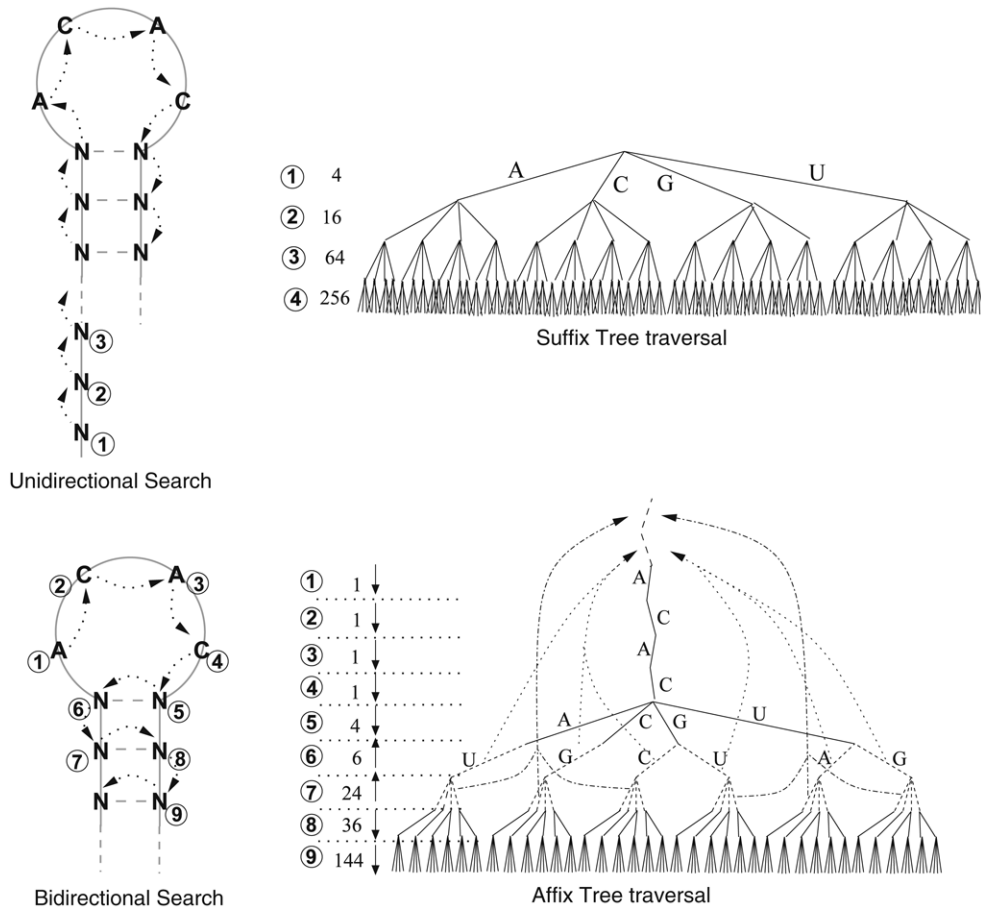 C A
A C
N N
N N
N N
N ③
N ②
N ①
Unidirectional Search
A C G U
① 4
② 16
③ 64
④ 256
Suffix Tree traversal
② C A ③
① A C ④
N N
⑥ ⑤
⑦ N N ⑧
N N ⑨
Bidirectional Search
① 1 A
② 1 C
③ 1 A
④ 1 C
⑤ 4 A C G U
⑥ 6 U G C U A G
⑦ 24
⑧ 36
⑨ 144
Affix Tree traversal